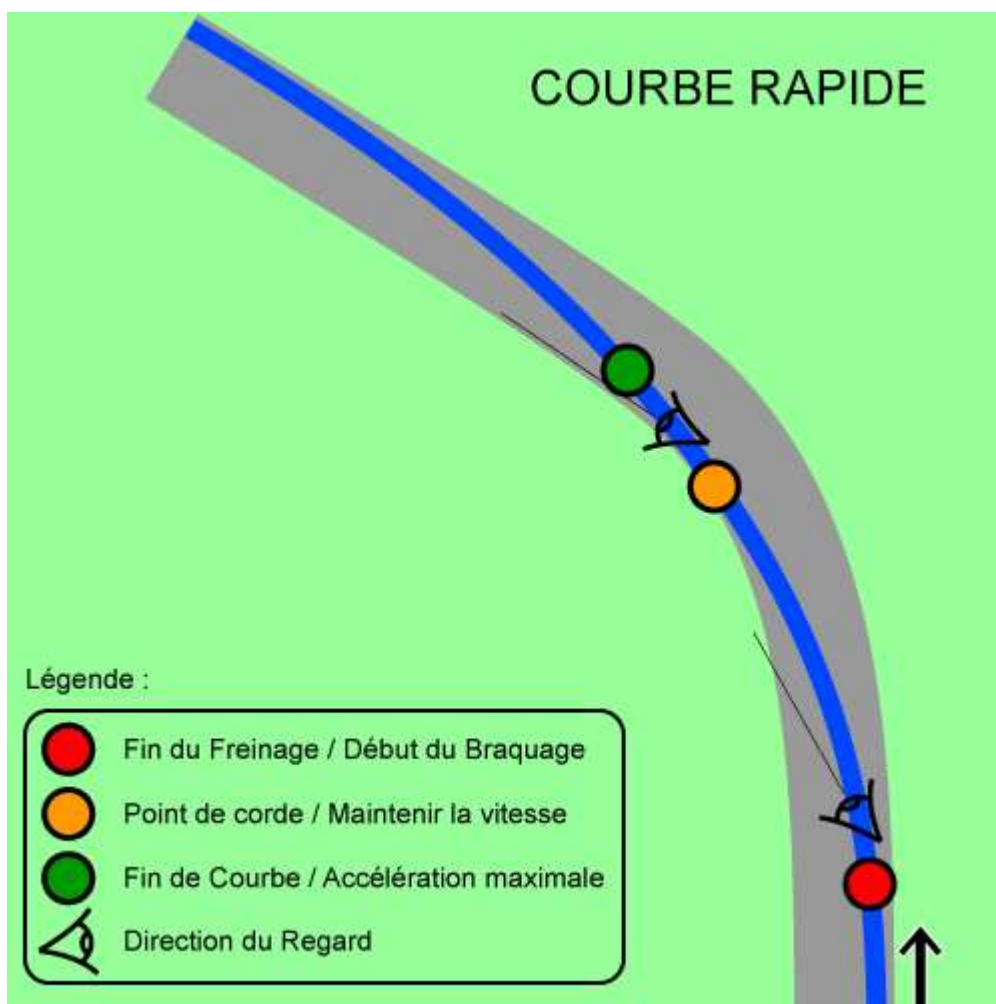 COURBE RAPIDE
Légende :
Fin du Freinage / Début du Braquage
Point de corde / Maintenir la vitesse
Fin de Courbe / Accélération maximale
Direction du Regard